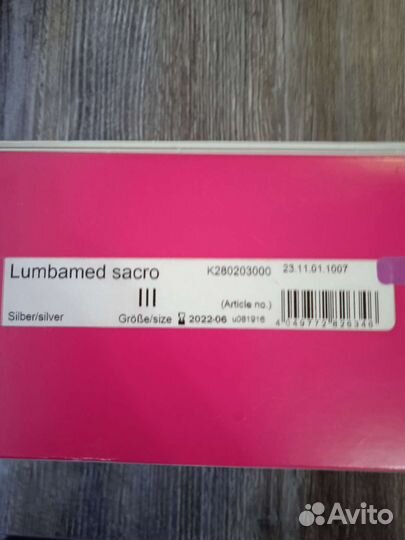 Lumbamed sacro K280203000 23.11.01.1007
III (Article no.)
Silber/silver Größe/size 2022-06 u081916 4 049772 826346
Avito